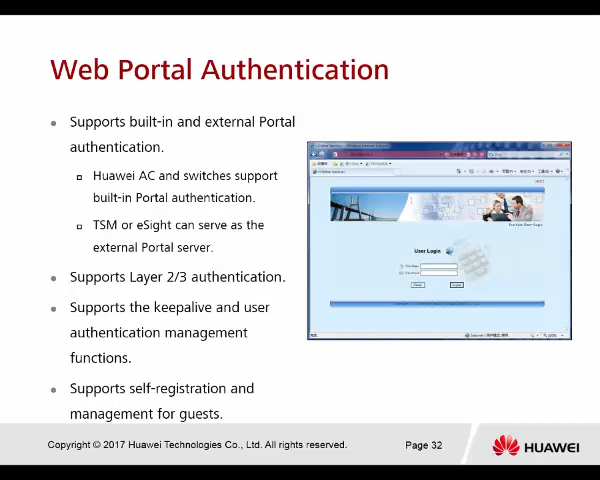 Web Portal Authentication
Supports built-in and external Portal
authentication.
Huawei AC and switches support
built-in Portal authentication.
TSM or eSight can serve as the
external Portal server.
Supports Layer 2/3 authentication.
Supports the keepalive and user
authentication management
functions.
Supports self-registration and
management for guests.
User Login
Copyright © 2017 Huawei Technologies Co., Ltd. All rights reserved.
Page 32
HUAWEI